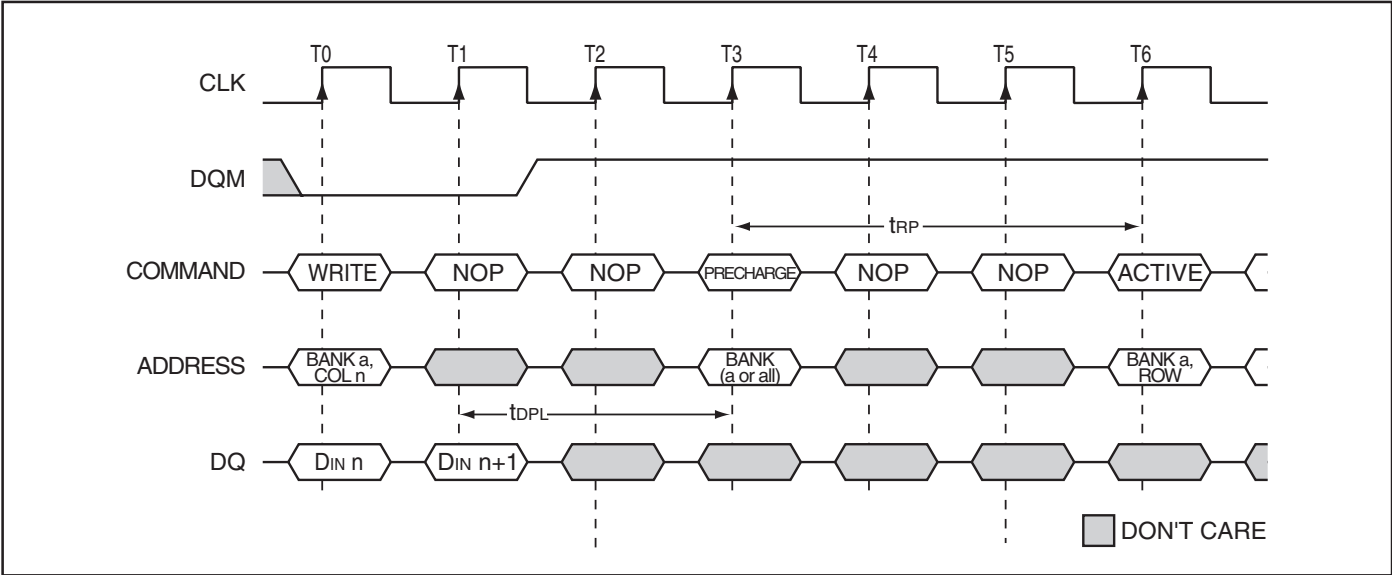 T0 T1 T2 T3 T4 T5 T6
CLK
DQM
tRP
COMMAND WRITE NOP NOP PRECHARGE NOP NOP ACTIVE
ADDRESS BANK a, COL n BANK (a or all) BANK a, ROW
tDPL
DQ DIN n DIN n+1
DON'T CARE